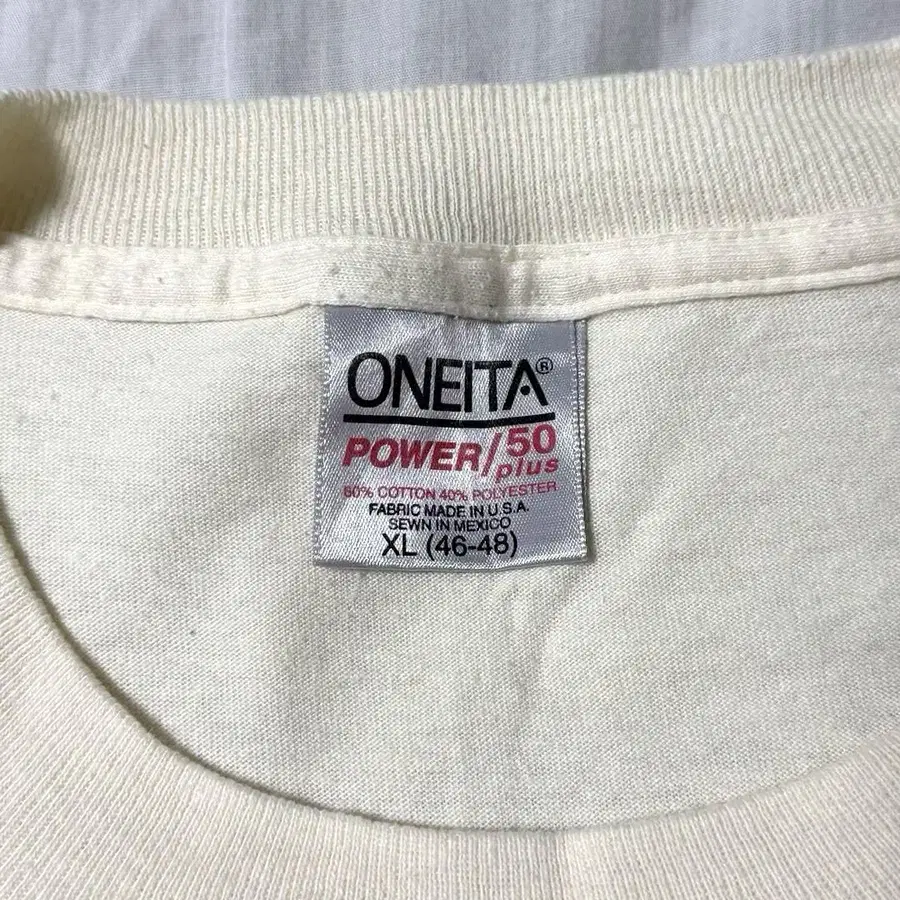 ONEITA®
POWER/50 plus
60% COTTON 40% POLYESTER
FABRIC MADE IN U.S.A.
SEWN IN MEXICO
XL (46-48)